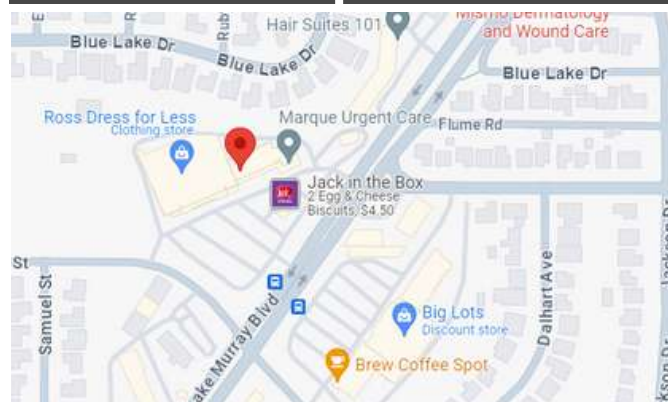 Hair Suites 101
Mismo Dermatology
and Wound Care
Blue Lake Dr
Blue Lake Dr
Blue Lake Dr
Ross Dress for Less
Clothing store
Marque Urgent Care
Flume Rd
Jack in the Box
2 Egg & Cheese
Biscuits, $4.50
St
Samuel St
Lake Murray Blvd
Big Lots
Discount store
Dalhart Ave
Brew Coffee Spot
Jackson Dr